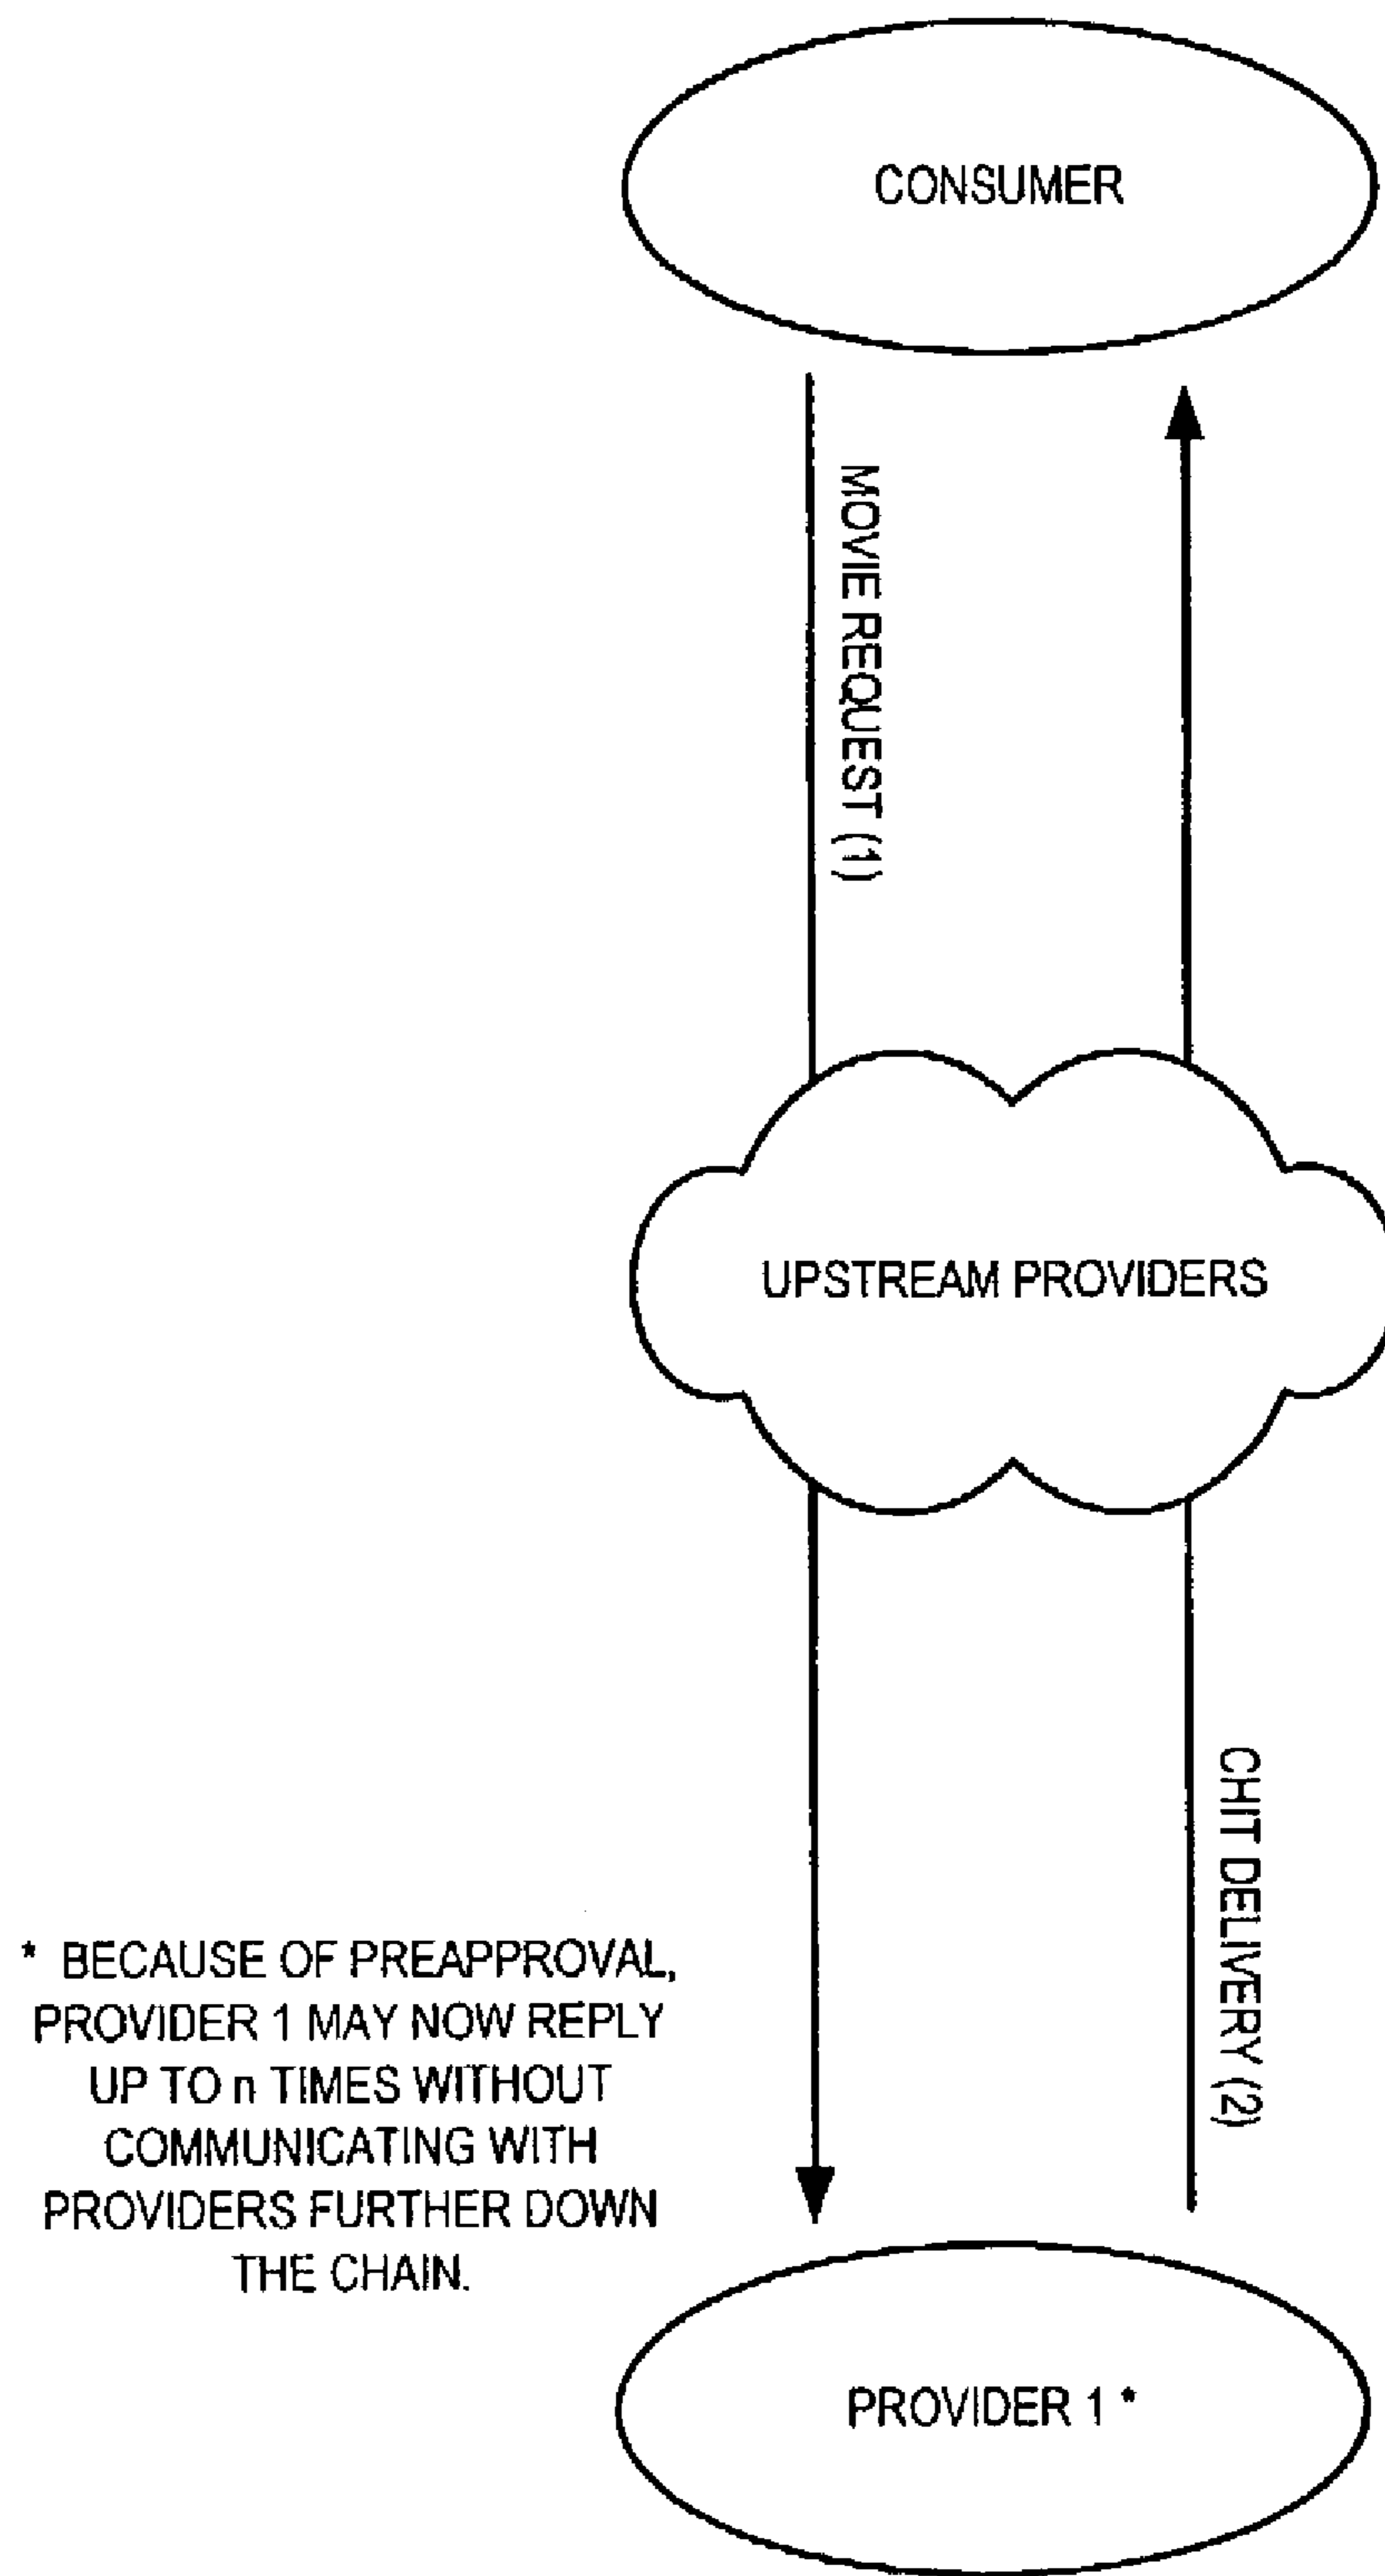 CONSUMER
MOVIE REQUEST (1)
UPSTREAM PROVIDERS
CHIT DELIVERY (2)
* BECAUSE OF PREAPPROVAL,
PROVIDER 1 MAY NOW REPLY
UP TO n TIMES WITHOUT
COMMUNICATING WITH
PROVIDERS FURTHER DOWN
THE CHAIN.
PROVIDER 1 *